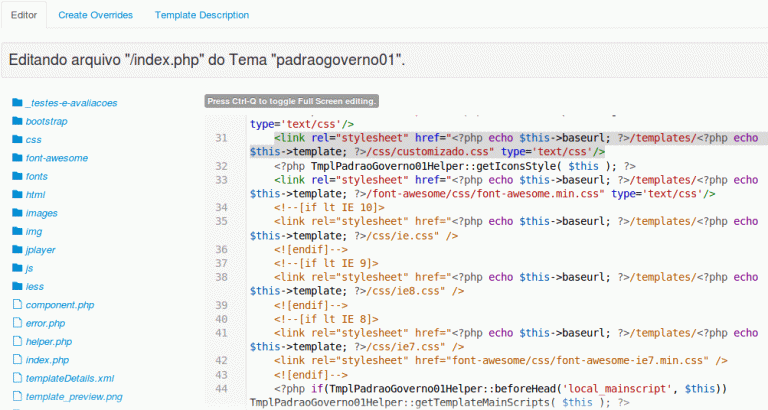 Editor Create Overrides Template Description
Editando arquivo "/index.php" do Tema "padraogoverno01".
_testes-e-avaliacoes
bootstrap
css
font-awesome
fonts
html
images
img
jplayer
js
less
component.php
error.php
helper.php
index.php
templateDetails.xml
template_preview.png
Press Ctrl-Q to toggle Full Screen editing.
type='text/css'/>
31 <link rel="stylesheet" href="<?php echo $this->baseurl; ?>/templates/<?php echo
$this->template; ?>/css/customizado.css" type='text/css'/>
32 <?php TmplPadraoGoverno01Helper::getIconsStyle( $this ); ?>
33 <link rel="stylesheet" href="<?php echo $this->baseurl; ?>/templates/<?php echo
$this->template; ?>/font-awesome/css/font-awesome.min.css" type='text/css'/>
34 <!--[if lt IE 10]>
35 <link rel="stylesheet" href="<?php echo $this->baseurl; ?>/templates/<?php echo
$this->template; ?>/css/ie.css" />
36 <![endif]-->
37 <!--[if lt IE 9]>
38 <link rel="stylesheet" href="<?php echo $this->baseurl; ?>/templates/<?php echo
$this->template; ?>/css/ie8.css" />
39 <![endif]-->
40 <!--[if lt IE 8]>
41 <link rel="stylesheet" href="<?php echo $this->baseurl; ?>/templates/<?php echo
$this->template; ?>/css/ie7.css" />
42 <link rel="stylesheet" href="font-awesome/css/font-awesome-ie7.min.css" />
43 <![endif]-->
44 <?php if(TmplPadraoGoverno01Helper::beforeHead('local_mainscript', $this))
TmplPadraoGoverno01Helper::getTemplateMainScripts( $this ); ?>